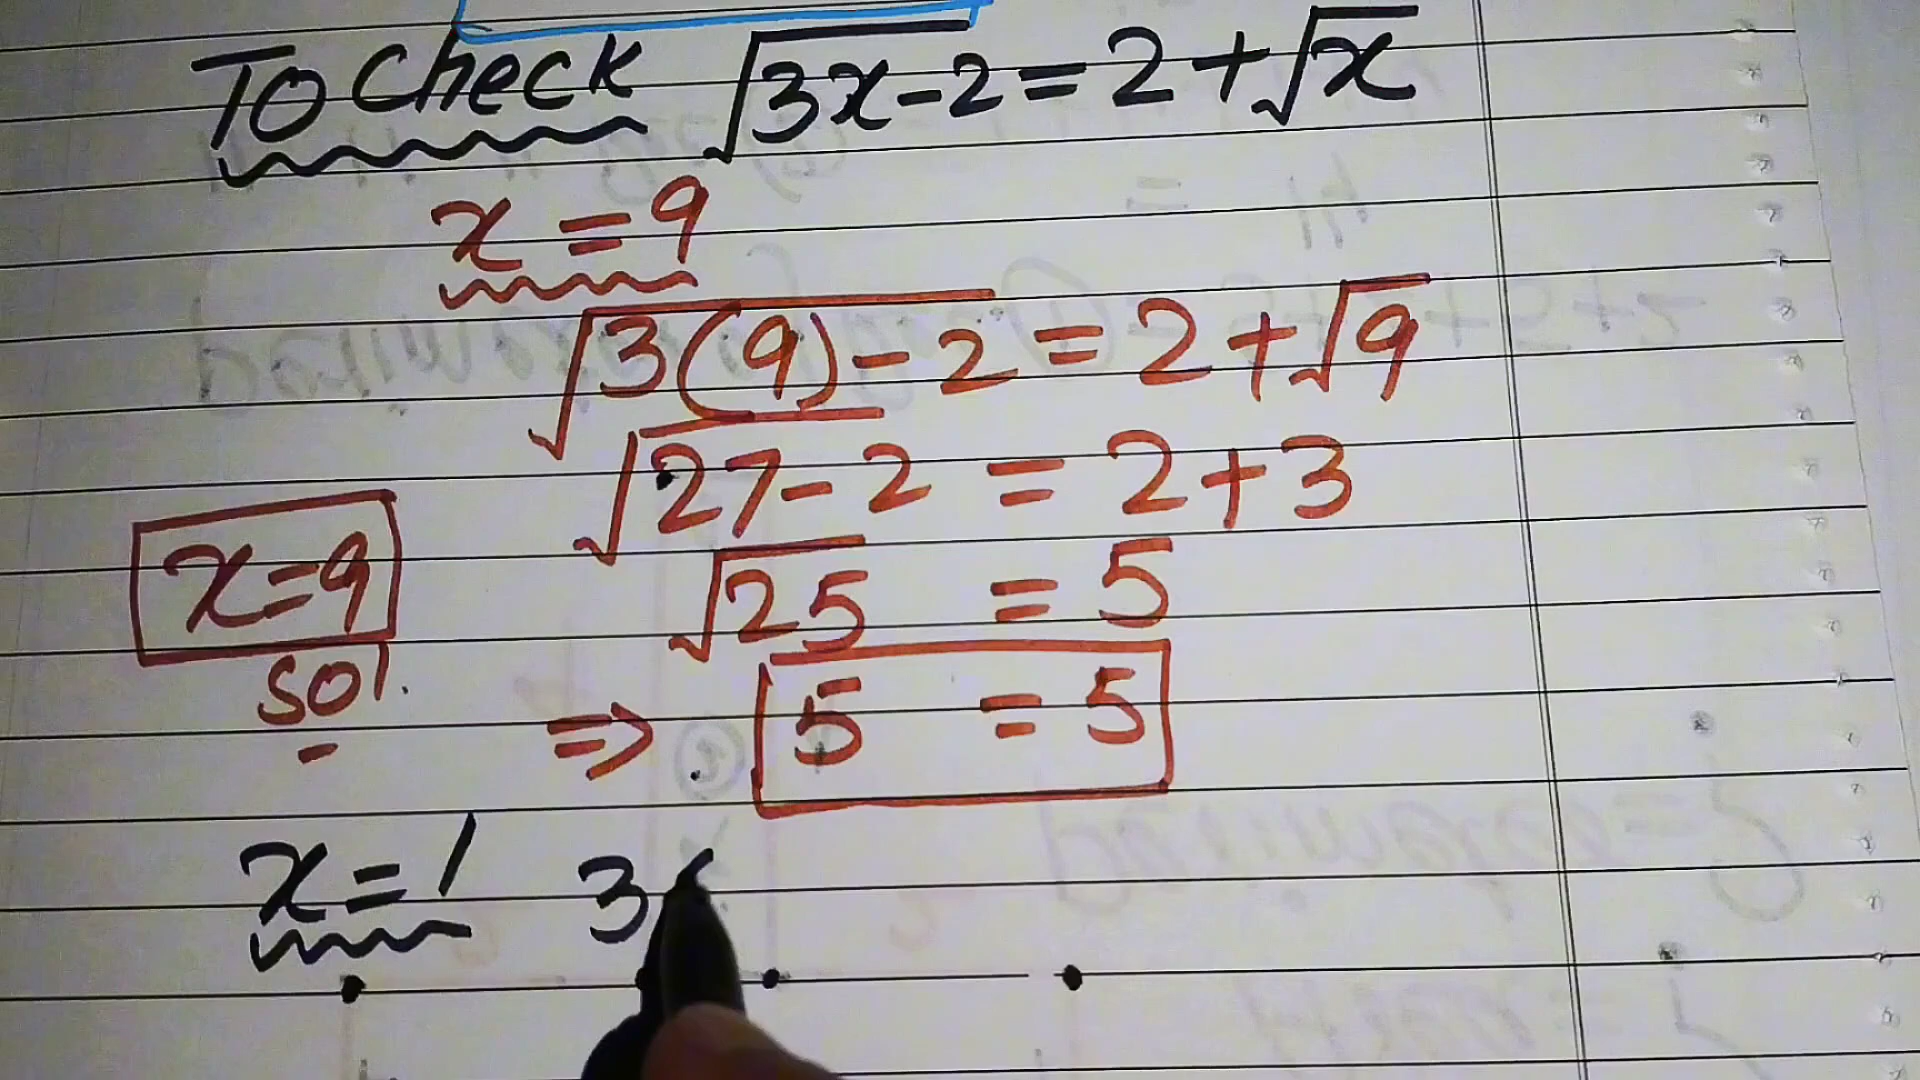 To Check √3x-2 = 2+√x
x = 9
√3(9)-2 = 2+√9
√27-2 = 2+3
x=9
√25 = 5
sol.
⇒ 5 = 5
x=1 3(